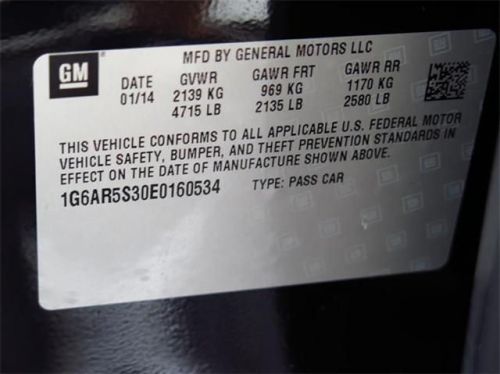 GM
MFD BY GENERAL MOTORS LLC
DATE GVWR GAWR FRT GAWR RR
01/14 2139 KG 969 KG 1170 KG
4715 LB 2135 LB 2580 LB
THIS VEHICLE CONFORMS TO ALL APPLICABLE U.S. FEDERAL MOTOR
VEHICLE SAFETY, BUMPER, AND THEFT PREVENTION STANDARDS IN
EFFECT ON THE DATE OF MANUFACTURE SHOWN ABOVE.
1G6AR5S30E0160534 TYPE: PASS CAR